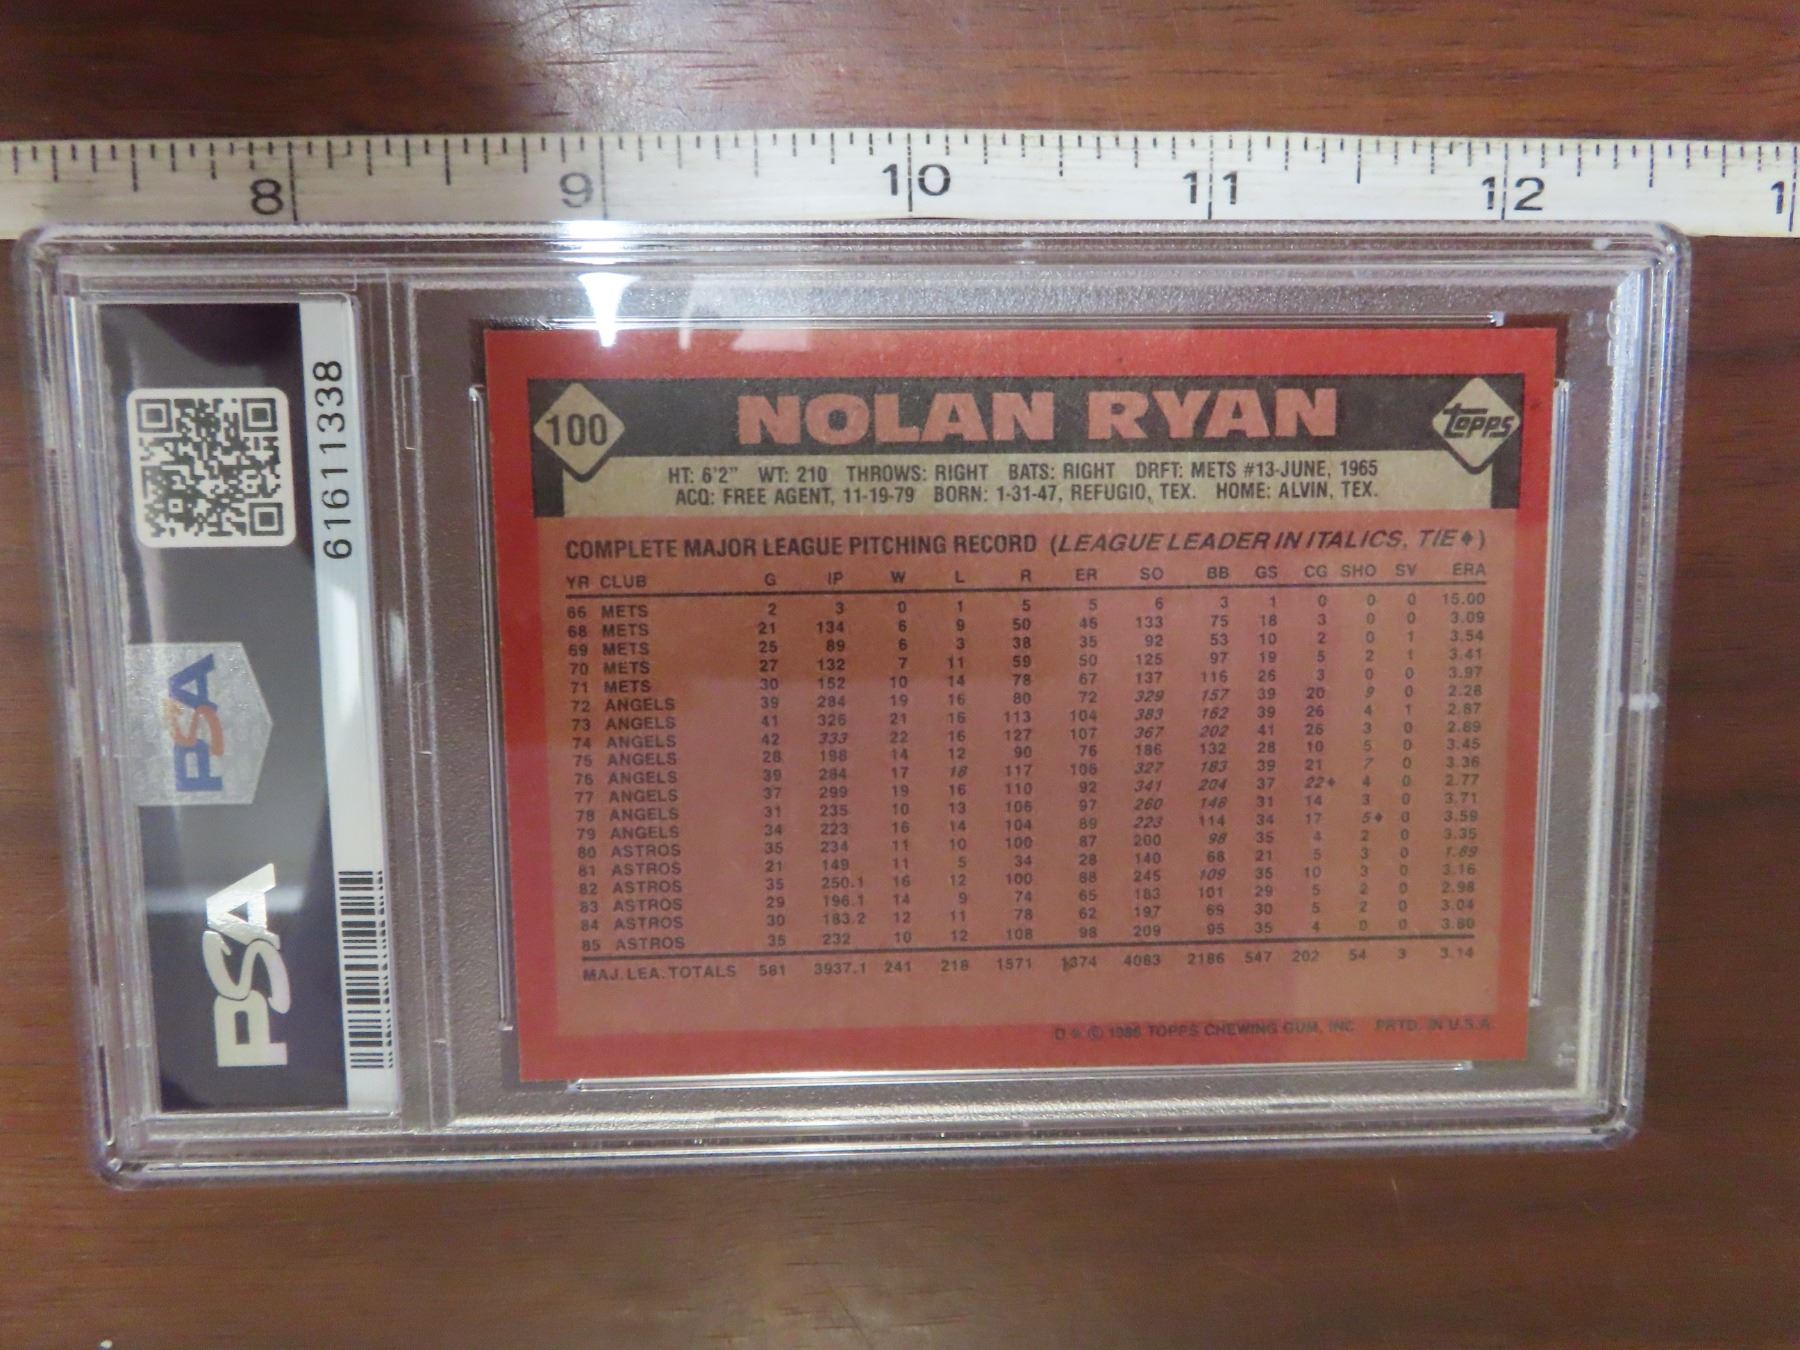 8 9 10 11 12 1
61611338
PSA
PSA
100 NOLAN RYAN topps
HT: 6'2" WT: 210 THROWS: RIGHT BATS: RIGHT DRFT: METS #13-JUNE, 1965
ACQ: FREE AGENT, 11-19-79 BORN: 1-31-47, REFUGIO, TEX. HOME: ALVIN, TEX.
COMPLETE MAJOR LEAGUE PITCHING RECORD (LEAGUE LEADER IN ITALICS, TIE♦)
YR CLUB G IP W L R ER SO BB GS CG SHO SV ERA
66 METS 2 3 0 1 5 5 6 3 1 0 0 0 15.00
68 METS 21 134 6 9 50 46 133 75 18 3 0 0 3.09
69 METS 25 89 6 3 38 35 92 53 10 2 0 1 3.54
70 METS 27 132 7 11 59 50 125 97 19 5 2 1 3.41
71 METS 30 152 10 14 78 67 137 116 26 3 0 0 3.97
72 ANGELS 39 284 19 16 80 72 329 157 39 20 9 0 2.28
73 ANGELS 41 326 21 16 113 104 383 162 39 26 4 1 2.87
74 ANGELS 42 333 22 16 127 107 367 202 41 26 3 0 2.89
75 ANGELS 28 198 14 12 90 76 186 132 28 10 5 0 3.45
76 ANGELS 39 284 17 18 117 106 327 183 39 21 7 0 3.36
77 ANGELS 37 299 19 16 110 92 341 204 37 22♦ 4 0 2.77
78 ANGELS 31 235 10 13 106 97 260 148 31 14 3 0 3.71
79 ANGELS 34 223 16 14 104 89 223 114 34 17 5♦ 0 3.59
80 ASTROS 35 234 11 10 100 87 200 98 35 4 2 0 3.35
81 ASTROS 21 149 11 5 34 28 140 68 21 5 3 0 1.69
82 ASTROS 35 250.1 16 12 100 88 245 109 35 10 3 0 3.16
83 ASTROS 29 196.1 14 9 74 65 183 101 29 5 2 0 2.98
84 ASTROS 30 183.2 12 11 78 62 197 69 30 5 2 0 3.04
85 ASTROS 35 232 10 12 108 98 209 95 35 4 0 0 3.80
MAJ. LEA. TOTALS 581 3937.1 241 218 1571 1374 4083 2186 547 202 54 3 3.14
D * © 1986 TOPPS CHEWING GUM, INC. PRTD. IN U.S.A.